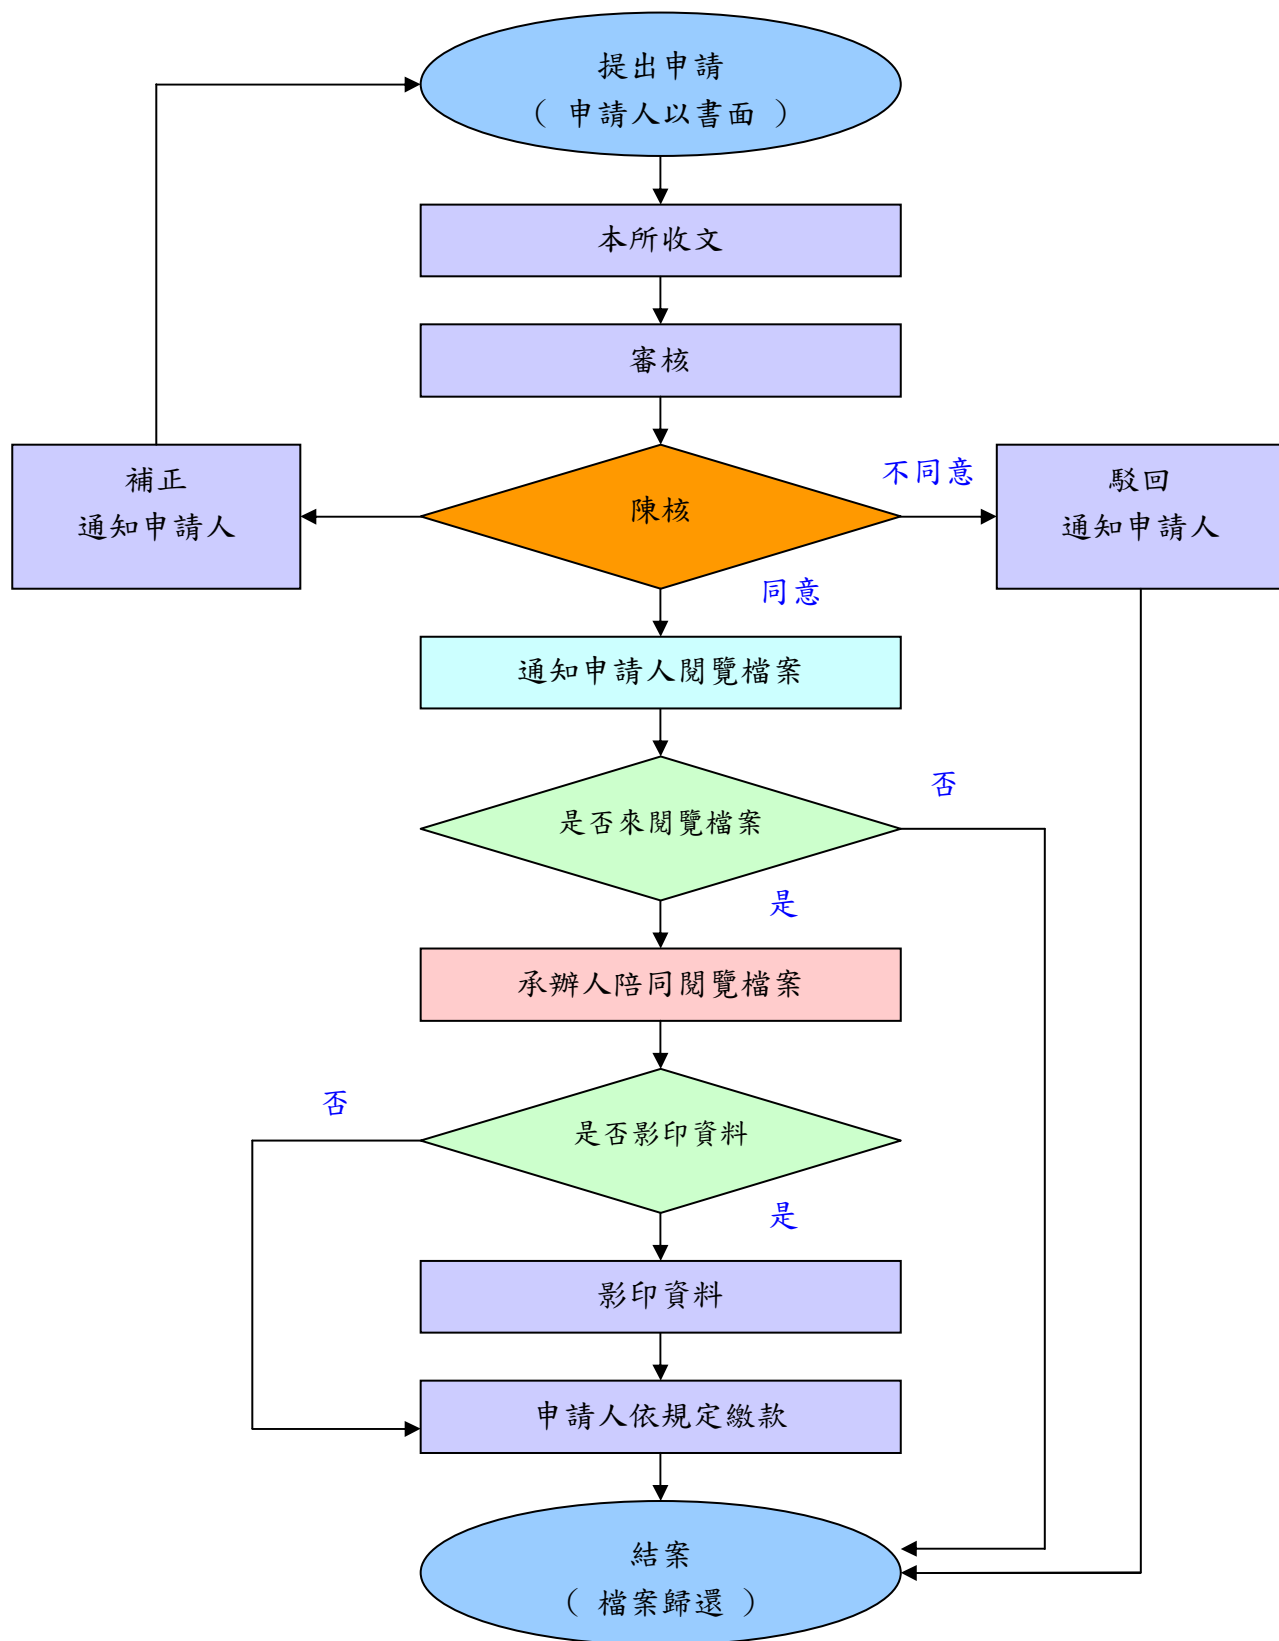 提出申請
（ 申請人以書面 ）
本所收文
審核
補正
通知申請人
陳核
不同意
駁回
通知申請人
同意
通知申請人閱覽檔案
是否來閱覽檔案
否
是
承辦人陪同閱覽檔案
是否影印資料
否
是
影印資料
申請人依規定繳款
結案
（ 檔案歸還 ）